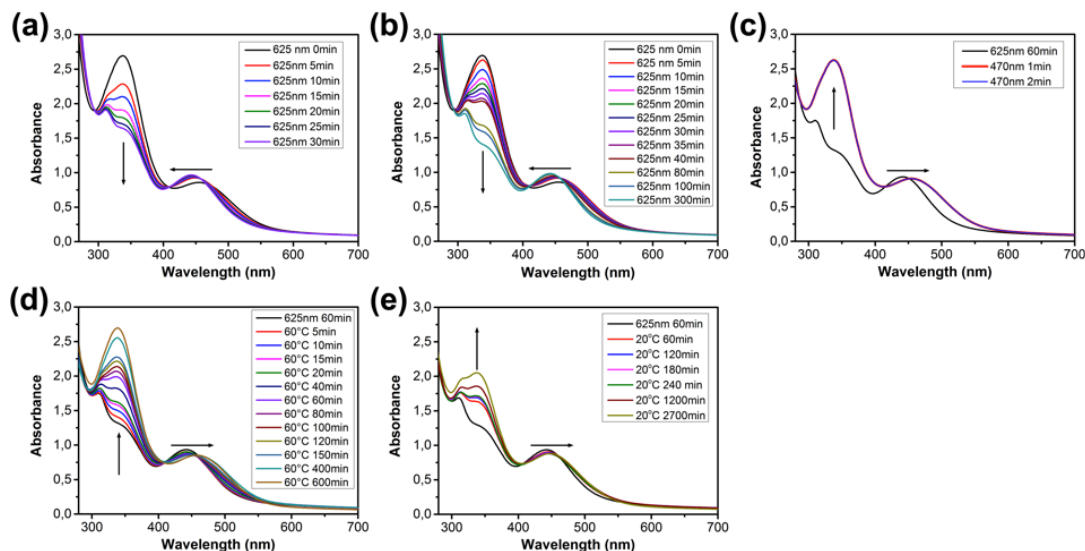 (a)
Absorbance
3,0
2,5
2,0
1,5
1,0
0,5
0,0
300 400 500 600 700
Wavelength (nm)
625 nm 0min
625nm 5min
625nm 10min
625nm 15min
625nm 20min
625nm 25min
625nm 30min
(b)
Absorbance
3,0
2,5
2,0
1,5
1,0
0,5
0,0
300 400 500 600 700
Wavelength (nm)
625 nm 0min
625 nm 5min
625nm 10min
625nm 15min
625nm 20min
625nm 25min
625nm 30min
625nm 35min
625nm 40min
625nm 80min
625nm 100min
625nm 300min
(c)
Absorbance
3,0
2,5
2,0
1,5
1,0
0,5
0,0
300 400 500 600 700
Wavelength (nm)
625nm 60min
470nm 1min
470nm 2min
(d)
Absorbance
3,0
2,5
2,0
1,5
1,0
0,5
0,0
300 400 500 600 700
Wavelength (nm)
625nm 60min
60°C 5min
60°C 10min
60°C 15min
60°C 20min
60°C 40min
60°C 60min
60°C 80min
60°C 100min
60°C 120min
60°C 150min
60°C 400min
60°C 600min
(e)
Absorbance
3,0
2,5
2,0
1,5
1,0
0,5
0,0
300 400 500 600 700
Wavelength (nm)
625nm 60min
20°C 60min
20°C 120min
20°C 180min
20°C 240 min
20°C 1200min
20°C 2700min